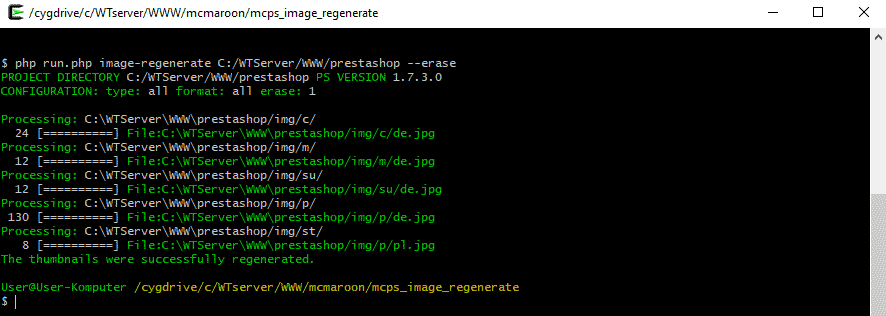 /cygdrive/c/WTServer/WWW/mcmaroon/mcps_image_regenerate
$ php run.php image-regenerate C:/WTServer/WWW/prestashop --erase
PROJECT DIRECTORY C:/WTServer/WWW/prestashop PS VERSION 1.7.3.0
CONFIGURATION: type: all format: all erase: 1
Processing: C:\WTServer\WWW\prestashop/img/c/
24 [==========] File:C:\WTServer\WWW\prestashop/img/c/de.jpg
Processing: C:\WTServer\WWW\prestashop/img/m/
12 [==========] File:C:\WTServer\WWW\prestashop/img/m/de.jpg
Processing: C:\WTServer\WWW\prestashop/img/su/
12 [==========] File:C:\WTServer\WWW\prestashop/img/su/de.jpg
Processing: C:\WTServer\WWW\prestashop/img/p/
130 [==========] File:C:\WTServer\WWW\prestashop/img/p/de.jpg
Processing: C:\WTServer\WWW\prestashop/img/st/
8 [==========] File:C:\WTServer\WWW\prestashop/img/p/pl.jpg
The thumbnails were successfully regenerated.
User@User-Komputer /cygdrive/c/WTserver/WWW/mcmaroon/mcps_image_regenerate
$